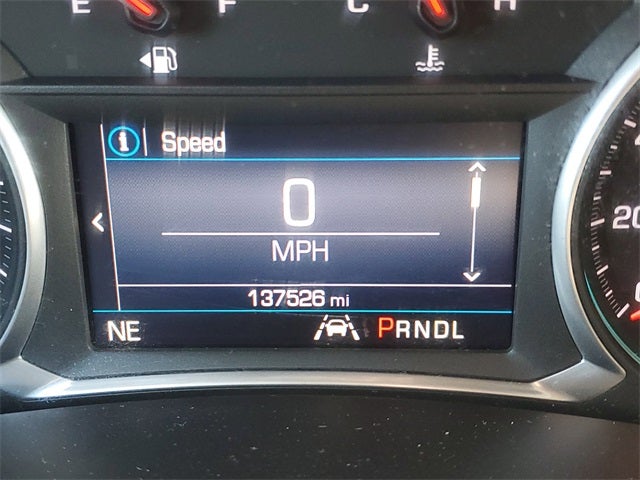 E F C H
Speed
0
MPH
137526 mi
NE PRNDL
20